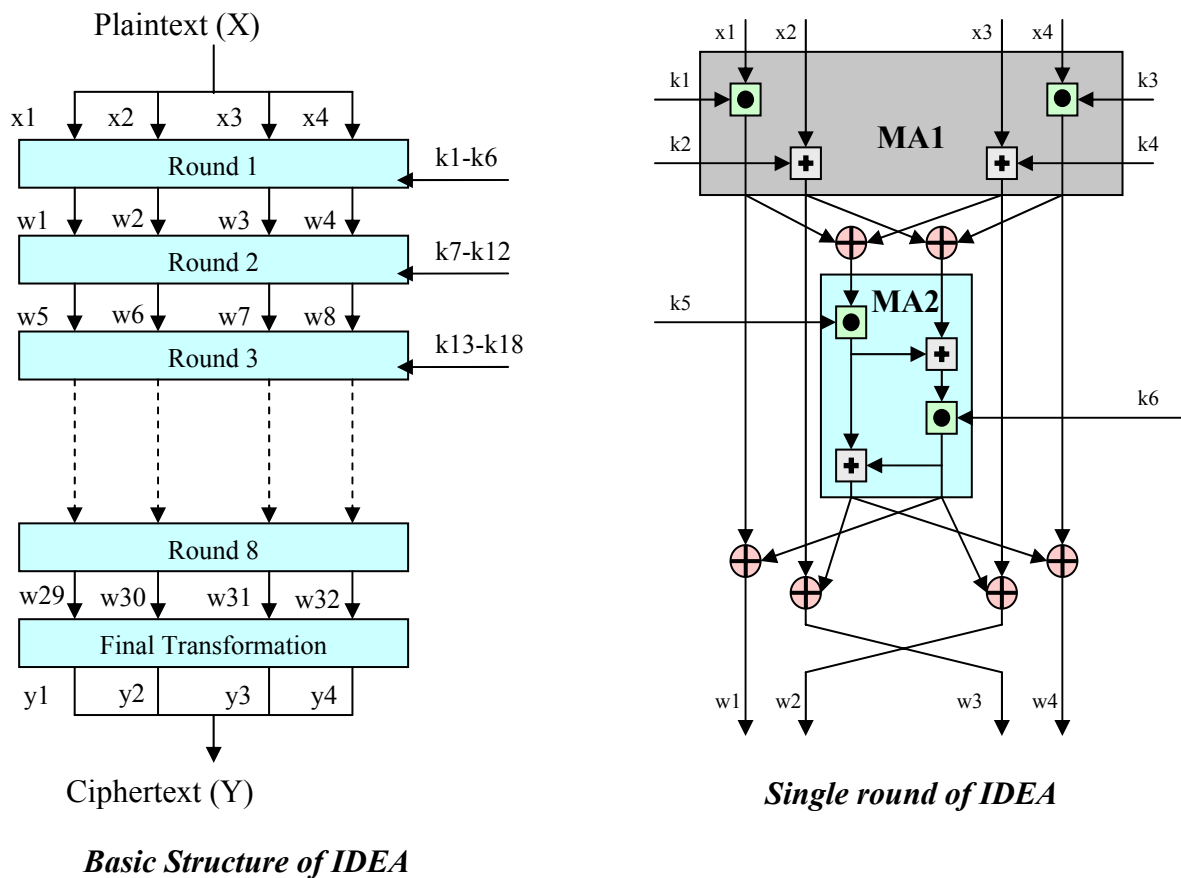 Plaintext (X)
x1 x2 x3 x4
Round 1
k1-k6
w1 w2 w3 w4
Round 2
k7-k12
w5 w6 w7 w8
Round 3
k13-k18
Round 8
w29 w30 w31 w32
Final Transformation
y1 y2 y3 y4
Ciphertext (Y)
Basic Structure of IDEA
x1 x2 x3 x4
k1 k3
MA1
k2 k4
MA2
k5
k6
w1 w2 w3 w4
Single round of IDEA